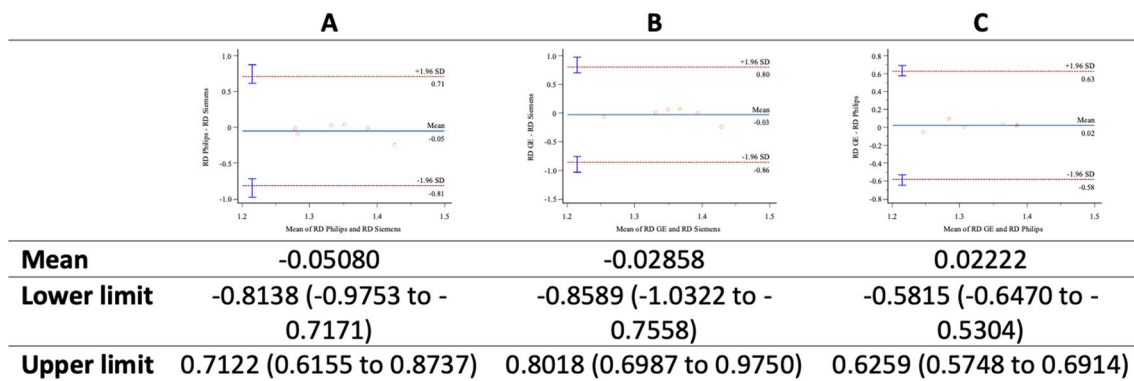 A B C
1.0
0.5
0
-0.5
-1.0
RD Philips - RD Siemens
+1.96 SD
0.71
Mean
-0.05
-1.96 SD
-0.81
1.2 1.3 1.4 1.5
Mean of RD Philips and RD Siemens
1.0
0.5
0.0
-0.5
-1.0
-1.5
RD GE - RD Siemens
+1.96 SD
0.80
Mean
-0.03
-1.96 SD
-0.86
1.2 1.3 1.4 1.5
Mean of RD GE and RD Siemens
0.8
0.6
0.4
0.2
0
-0.2
-0.4
-0.6
-0.8
RD GE - RD Philips
+1.96 SD
0.63
Mean
0.02
-1.96 SD
-0.58
1.2 1.3 1.4 1.5
Mean of RD GE and RD Philips
Mean -0.05080 -0.02858 0.02222
Lower limit -0.8138 (-0.9753 to - -0.8589 (-1.0322 to - -0.5815 (-0.6470 to -
0.7171) 0.7558) 0.5304)
Upper limit 0.7122 (0.6155 to 0.8737) 0.8018 (0.6987 to 0.9750) 0.6259 (0.5748 to 0.6914)